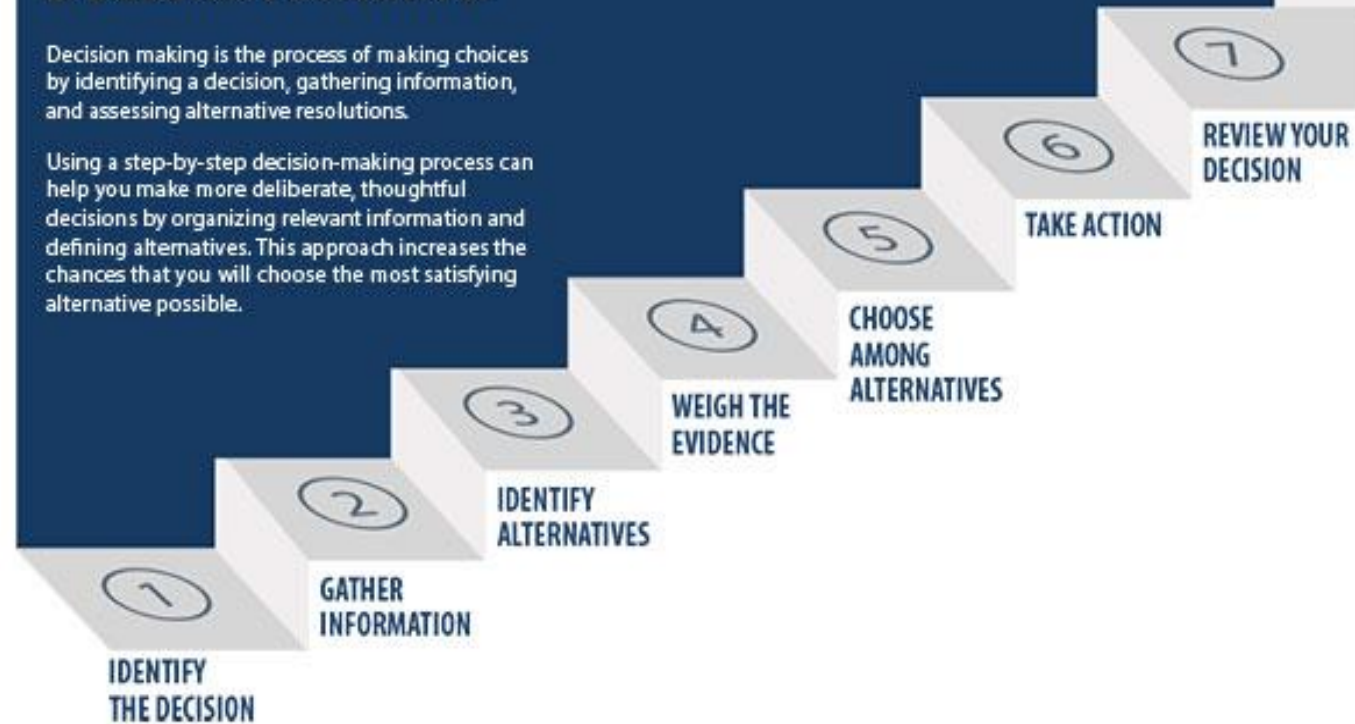 Decision making is the process of making choices
by identifying a decision, gathering information,
and assessing alternative resolutions.
Using a step-by-step decision-making process can
help you make more deliberate, thoughtful
decisions by organizing relevant information and
defining alternatives. This approach increases the
chances that you will choose the most satisfying
alternative possible.
1
IDENTIFY
THE DECISION
2
GATHER
INFORMATION
3
IDENTIFY
ALTERNATIVES
4
WEIGH THE
EVIDENCE
5
CHOOSE
AMONG
ALTERNATIVES
6
TAKE ACTION
7
REVIEW YOUR
DECISION